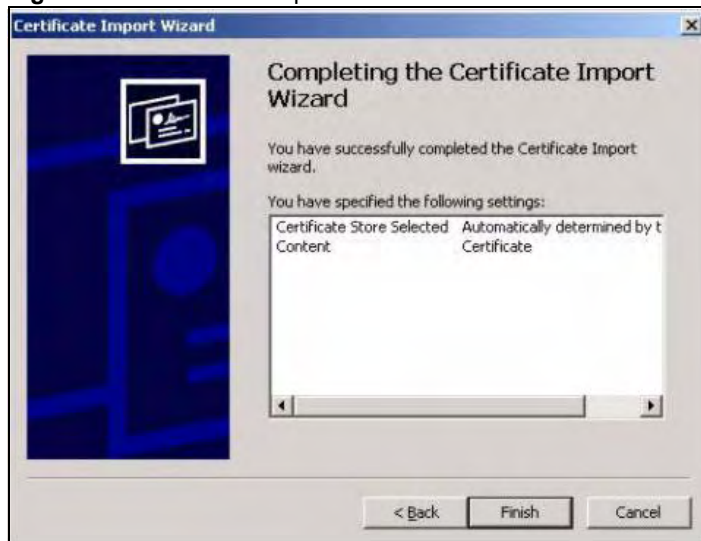 Certificate Import Wizard
Completing the Certificate Import
Wizard
You have successfully completed the Certificate Import
wizard.
You have specified the following settings:
Certificate Store Selected Automatically determined by t
Content Certificate
< Back Finish Cancel